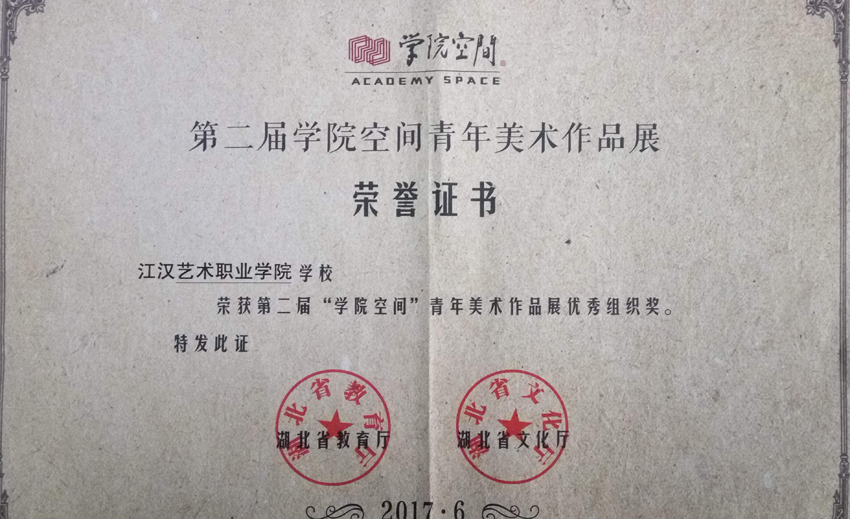 学院空間
ACADEMY SPACE
第二届学院空间青年美术作品展
荣誉证书
江汉艺术职业学院 学校
荣获第二届“学院空间”青年美术作品展优秀组织奖。
特发此证
湖北省教育厅
湖北省教育厅
湖北省文化厅
湖北省文化厅
2017·6